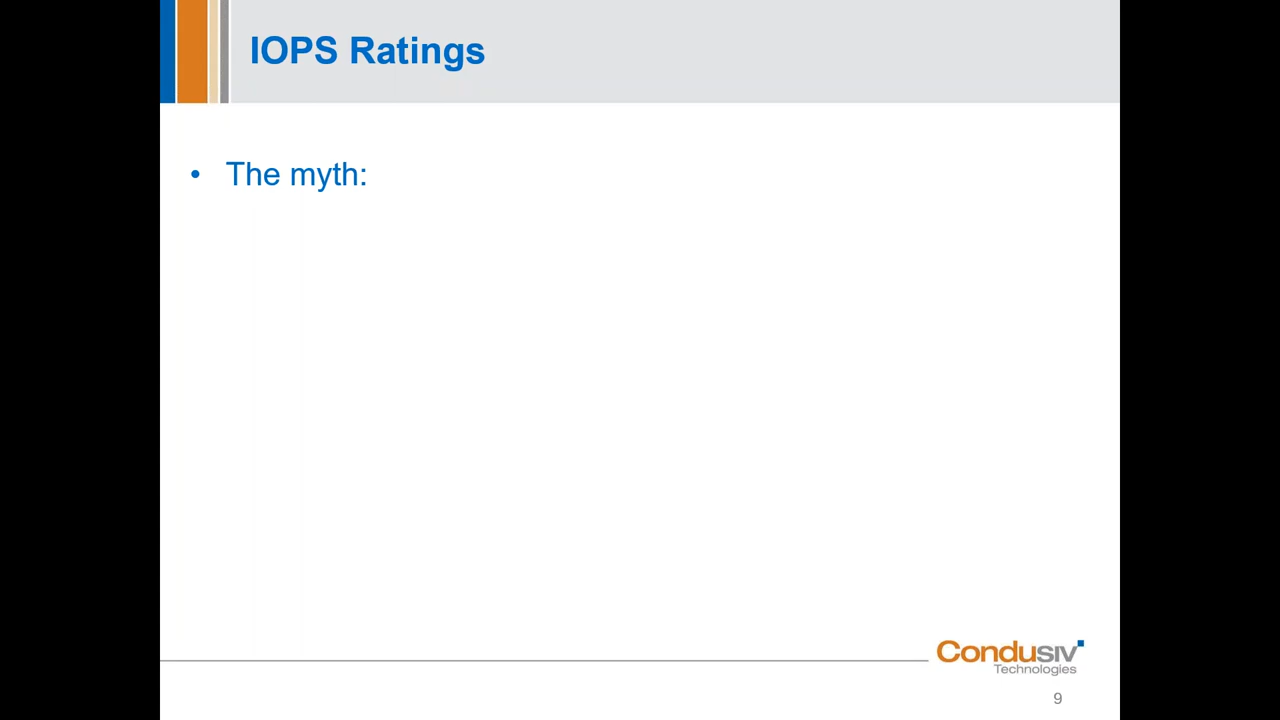 IOPS Ratings
• The myth:
Condusiv
Technologies
9